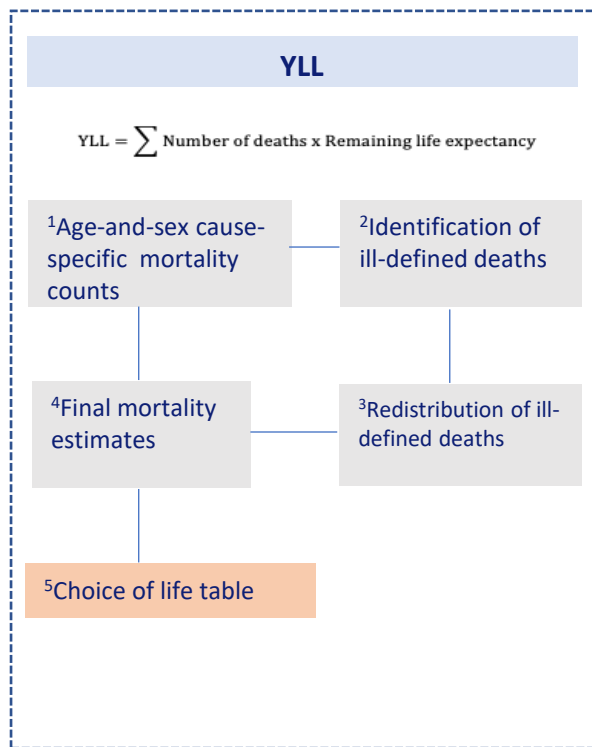 YLL
YLL = ∑ Number of deaths x Remaining life expectancy
¹Age-and-sex cause-
specific mortality
counts
²Identification of
ill-defined deaths
⁴Final mortality
estimates
³Redistribution of ill-
defined deaths
⁵Choice of life table